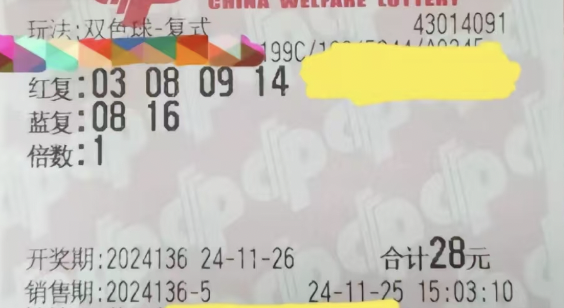 CHINA WELFARE LOTTERY
玩法:双色球-复式
43014091
红复:03 08 09 14
蓝复:08 16
倍数:1
开奖期:2024136 24-11-26 合计28元
销售期:2024136-5 24-11-25 15:03:10